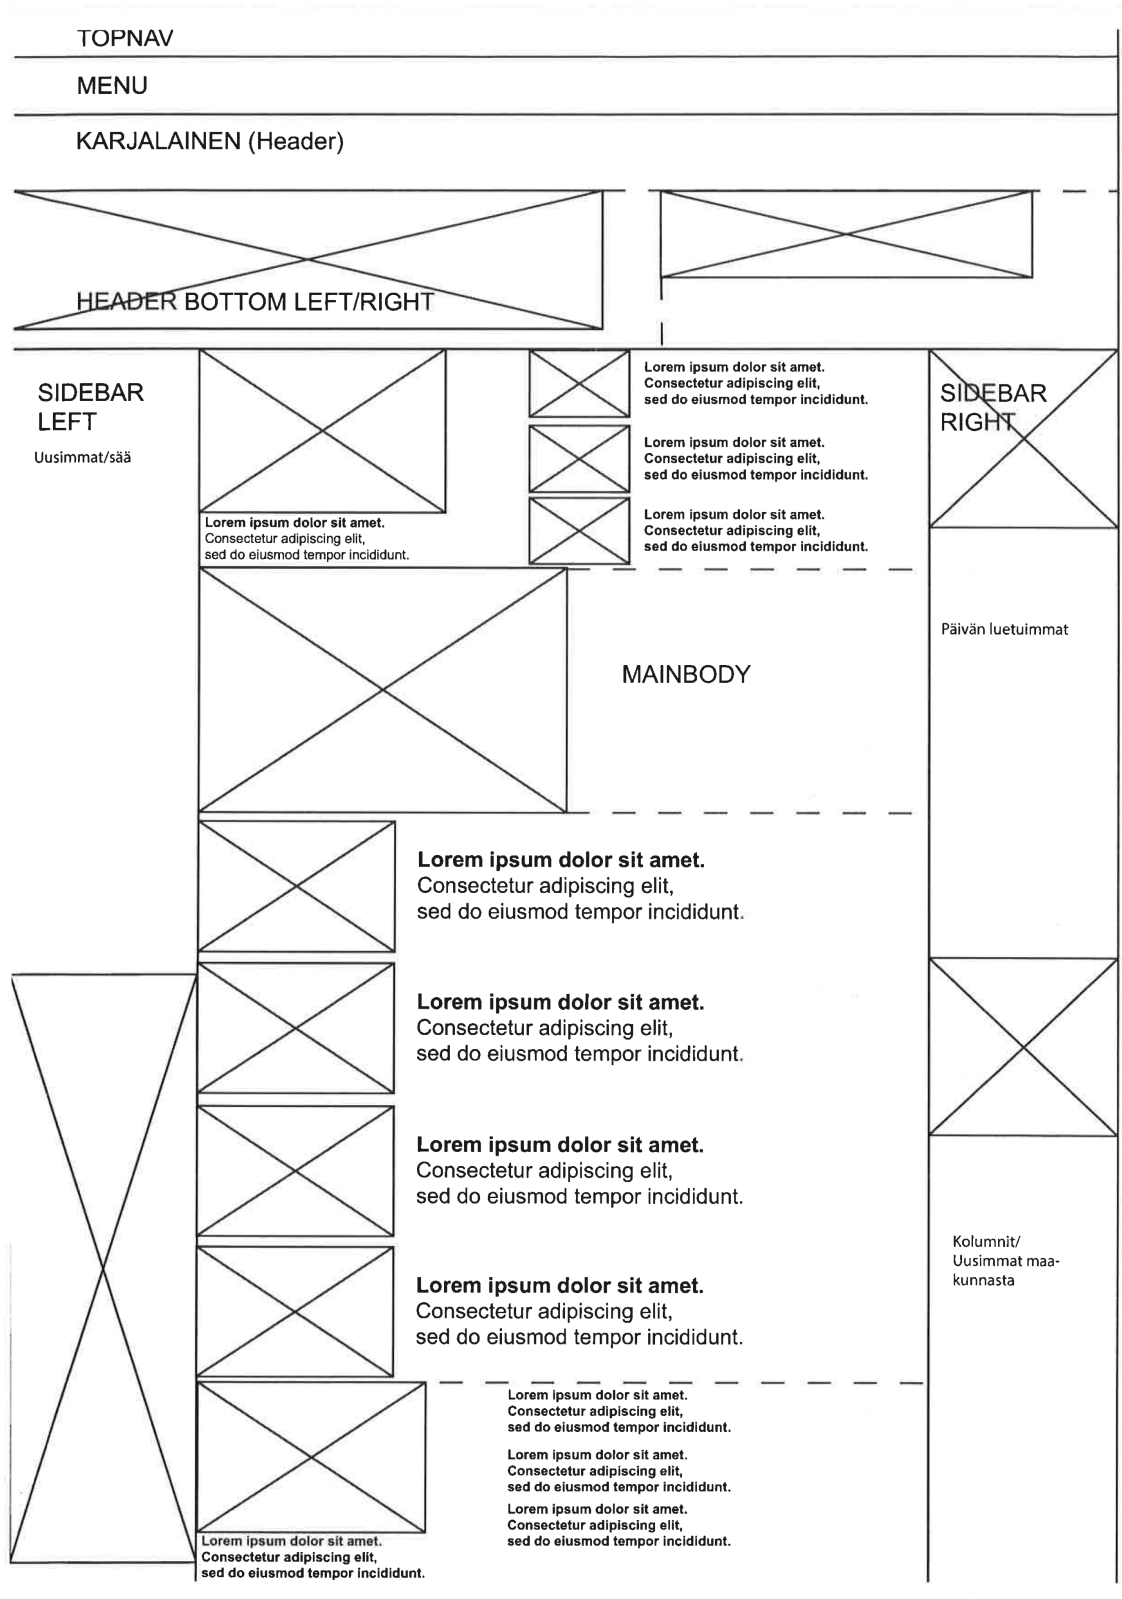 TOPNAV
MENU
KARJALAINEN (Header)
HEADER BOTTOM LEFT/RIGHT
SIDEBAR
LEFT
Uusimmat/sää
Lorem ipsum dolor sit amet.
Consectetur adipiscing elit,
sed do eiusmod tempor incididunt.
Lorem ipsum dolor sit amet.
Consectetur adipiscing elit,
sed do eiusmod tempor incididunt.
Lorem ipsum dolor sit amet.
Consectetur adipiscing elit,
sed do eiusmod tempor incididunt.
Lorem ipsum dolor sit amet.
Consectetur adipiscing elit,
sed do eiusmod tempor incididunt.
SIDEBAR
RIGHT
Päivän luetuimmat
MAINBODY
Lorem ipsum dolor sit amet.
Consectetur adipiscing elit,
sed do eiusmod tempor incididunt.
Lorem ipsum dolor sit amet.
Consectetur adipiscing elit,
sed do eiusmod tempor incididunt.
Lorem ipsum dolor sit amet.
Consectetur adipiscing elit,
sed do eiusmod tempor incididunt.
Lorem ipsum dolor sit amet.
Consectetur adipiscing elit,
sed do eiusmod tempor incididunt.
Kolumnit/
Uusimmat maa-
kunnasta
Lorem ipsum dolor sit amet.
Consectetur adipiscing elit,
sed do eiusmod tempor incididunt.
Lorem ipsum dolor sit amet.
Consectetur adipiscing elit,
sed do eiusmod tempor incididunt.
Lorem ipsum dolor sit amet.
Consectetur adipiscing elit,
sed do eiusmod tempor incididunt.
Lorem ipsum dolor sit amet.
Consectetur adipiscing elit,
sed do eiusmod tempor incididunt.